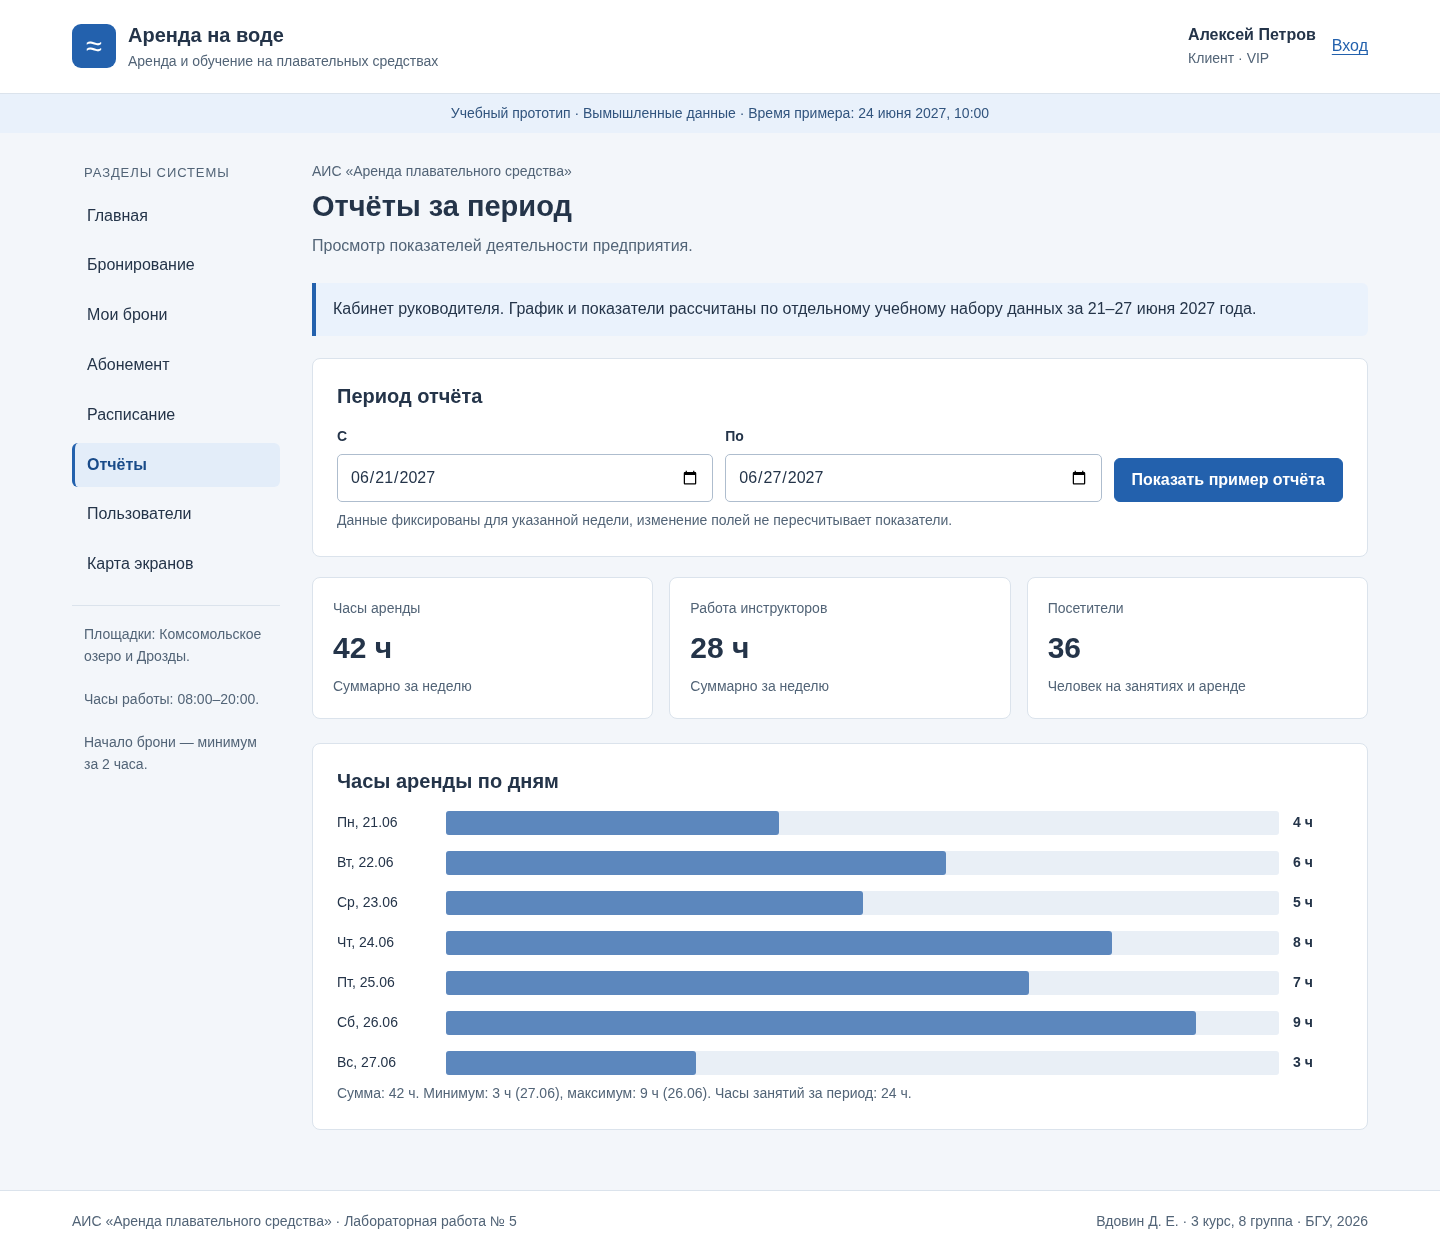 ≈
Аренда на воде
Аренда и обучение на плавательных средствах
Алексей Петров
Клиент · VIP
Вход
Учебный прототип · Вымышленные данные · Время примера: 24 июня 2027, 10:00
РАЗДЕЛЫ СИСТЕМЫ
Главная
Бронирование
Мои брони
Абонемент
Расписание
Отчёты
Пользователи
Карта экранов
Площадки: Комсомольское
озеро и Дрозды.
Часы работы: 08:00–20:00.
Начало брони — минимум
за 2 часа.
АИС «Аренда плавательного средства»
Отчёты за период
Просмотр показателей деятельности предприятия.
Кабинет руководителя. График и показатели рассчитаны по отдельному учебному набору данных за 21–27 июня 2027 года.
Период отчёта
С
06/21/2027
По
06/27/2027
Показать пример отчёта
Данные фиксированы для указанной недели, изменение полей не пересчитывает показатели.
Часы аренды
42 ч
Суммарно за неделю
Работа инструкторов
28 ч
Суммарно за неделю
Посетители
36
Человек на занятиях и аренде
Часы аренды по дням
Пн, 21.06 4 ч
Вт, 22.06 6 ч
Ср, 23.06 5 ч
Чт, 24.06 8 ч
Пт, 25.06 7 ч
Сб, 26.06 9 ч
Вс, 27.06 3 ч
Сумма: 42 ч. Минимум: 3 ч (27.06), максимум: 9 ч (26.06). Часы занятий за период: 24 ч.
АИС «Аренда плавательного средства» · Лабораторная работа № 5
Вдовин Д. Е. · 3 курс, 8 группа · БГУ, 2026